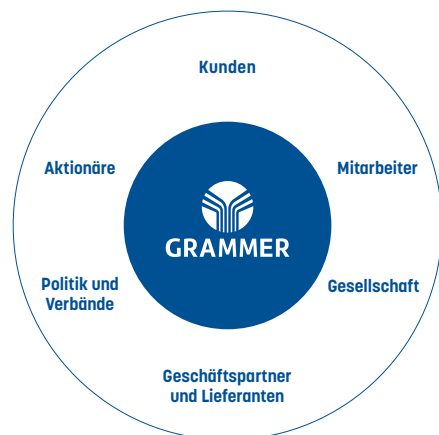 Kunden
Aktionäre
Mitarbeiter
GRAMMER
Politik und
Verbände
Gesellschaft
Geschäftspartner
und Lieferanten